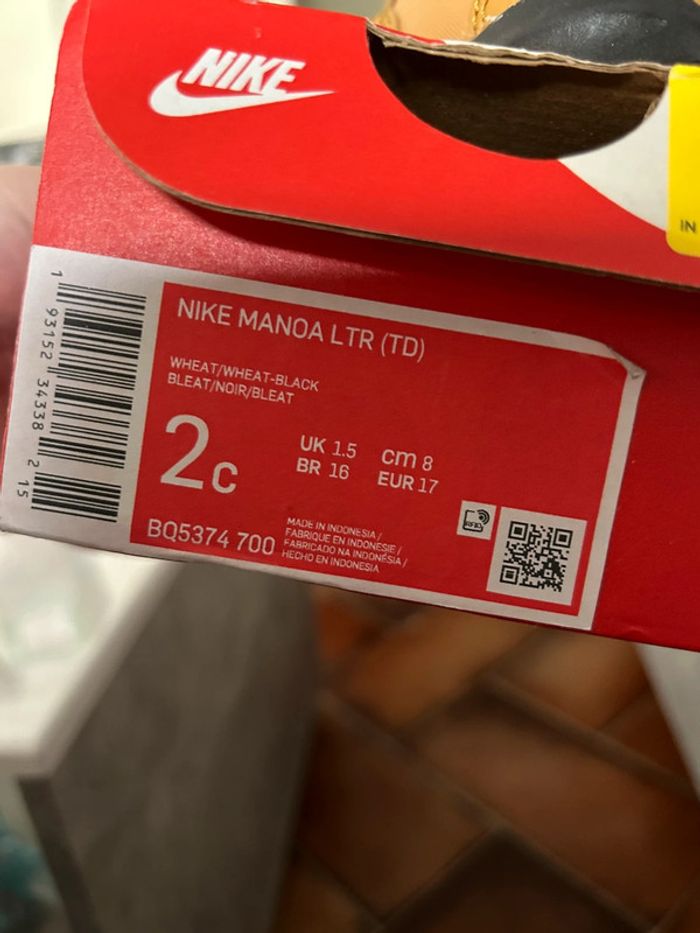 NIKE
IN
NIKE MANOA LTR (TD)
WHEAT/WHEAT-BLACK
BLEAT/NOIR/BLEAT
2C
UK 1.5 cm 8
BR 16 EUR 17
BQ5374 700
MADE IN INDONESIA/
FABRIQUE EN INDONESIE/
FABRICADO NA INDONÉSIA/
HECHO EN INDONESIA
RFID
1 93152 34338 2 15